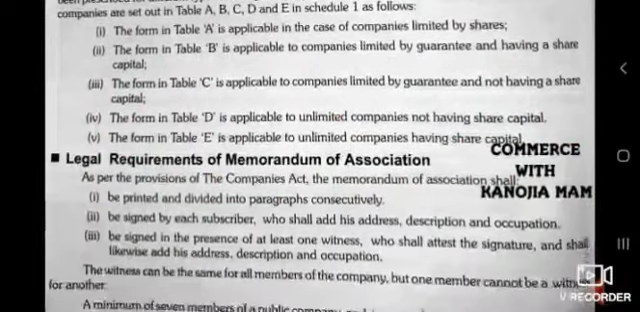 companies are set out in Table A, B, C, D and E in schedule 1 as follows:
(i) The form in Table 'A' is applicable in the case of companies limited by shares;
(ii) The form in Table 'B' is applicable to companies limited by guarantee and having a share
capital;
(iii) The form in Table 'C' is applicable to companies limited by guarantee and not having a share
capital;
(iv) The form in Table 'D' is applicable to unlimited companies not having share capital.
(v) The form in Table 'E' is applicable to unlimited companies having share capital.
■ Legal Requirements of Memorandum of Association
As per the provisions of The Companies Act, the memorandum of association shall:
(i) be printed and divided into paragraphs consecutively.
(ii) be signed by each subscriber, who shall add his address, description and occupation.
(iii) be signed in the presence of at least one witness, who shall attest the signature, and shall
likewise add his address, description and occupation.
The witness can be the same for all members of the company, but one member cannot be a
for another.
A minimum of seven members of a public company
COMMERCE
WITH
KANOJIA MAM
V RECORDER